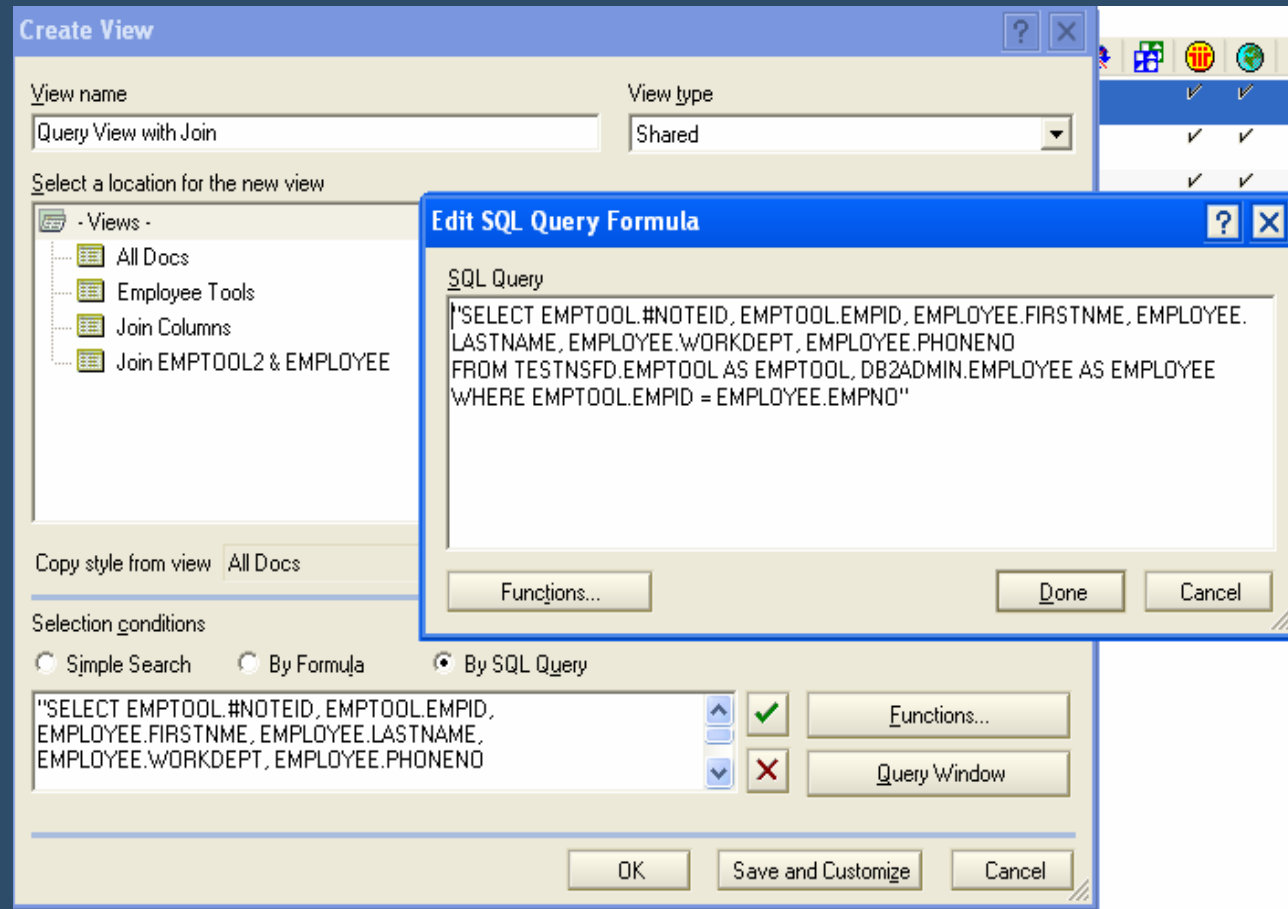 Create View
View name
View type
Query View with Join
Shared
Select a location for the new view
- Views -
All Docs
Employee Tools
Join Columns
Join EMPTOOL2 & EMPLOYEE
Edit SQL Query Formula
SQL Query
"SELECT EMPTOOL.#NOTEID, EMPTOOL.EMPID, EMPLOYEE.FIRSTNME, EMPLOYEE.
LASTNAME, EMPLOYEE.WORKDEPT, EMPLOYEE.PHONENO
FROM TESTNSFD.EMPTOOL AS EMPTOOL, DB2ADMIN.EMPLOYEE AS EMPLOYEE
WHERE EMPTOOL.EMPID = EMPLOYEE.EMPNO"
Functions...
Done
Cancel
Copy style from view All Docs
Selection conditions
Simple Search
By Formula
By SQL Query
"SELECT EMPTOOL.#NOTEID, EMPTOOL.EMPID,
EMPLOYEE.FIRSTNME, EMPLOYEE.LASTNAME,
EMPLOYEE.WORKDEPT, EMPLOYEE.PHONENO
Functions...
Query Window
OK
Save and Customize
Cancel